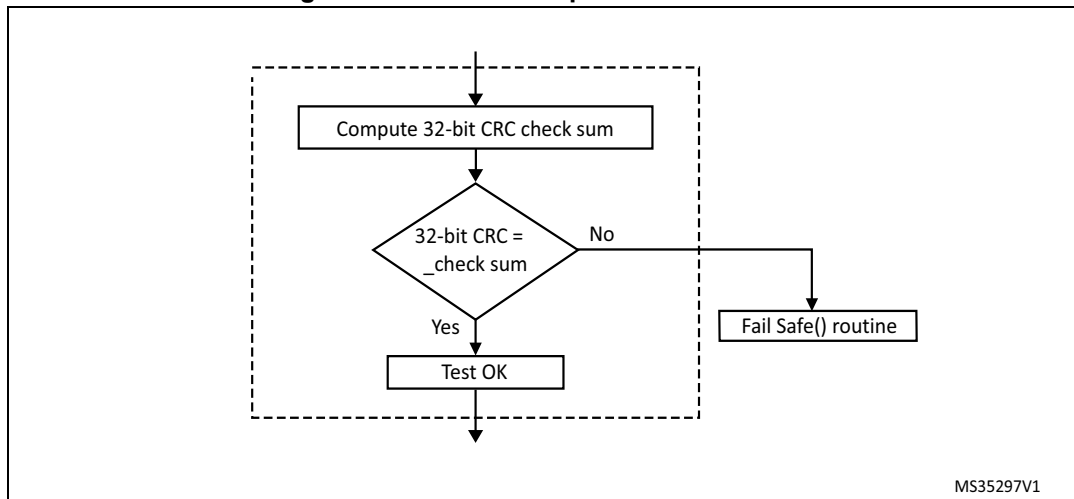 Compute 32-bit CRC check sum
32-bit CRC =
_check sum
No
Yes
Fail Safe() routine
Test OK
MS35297V1